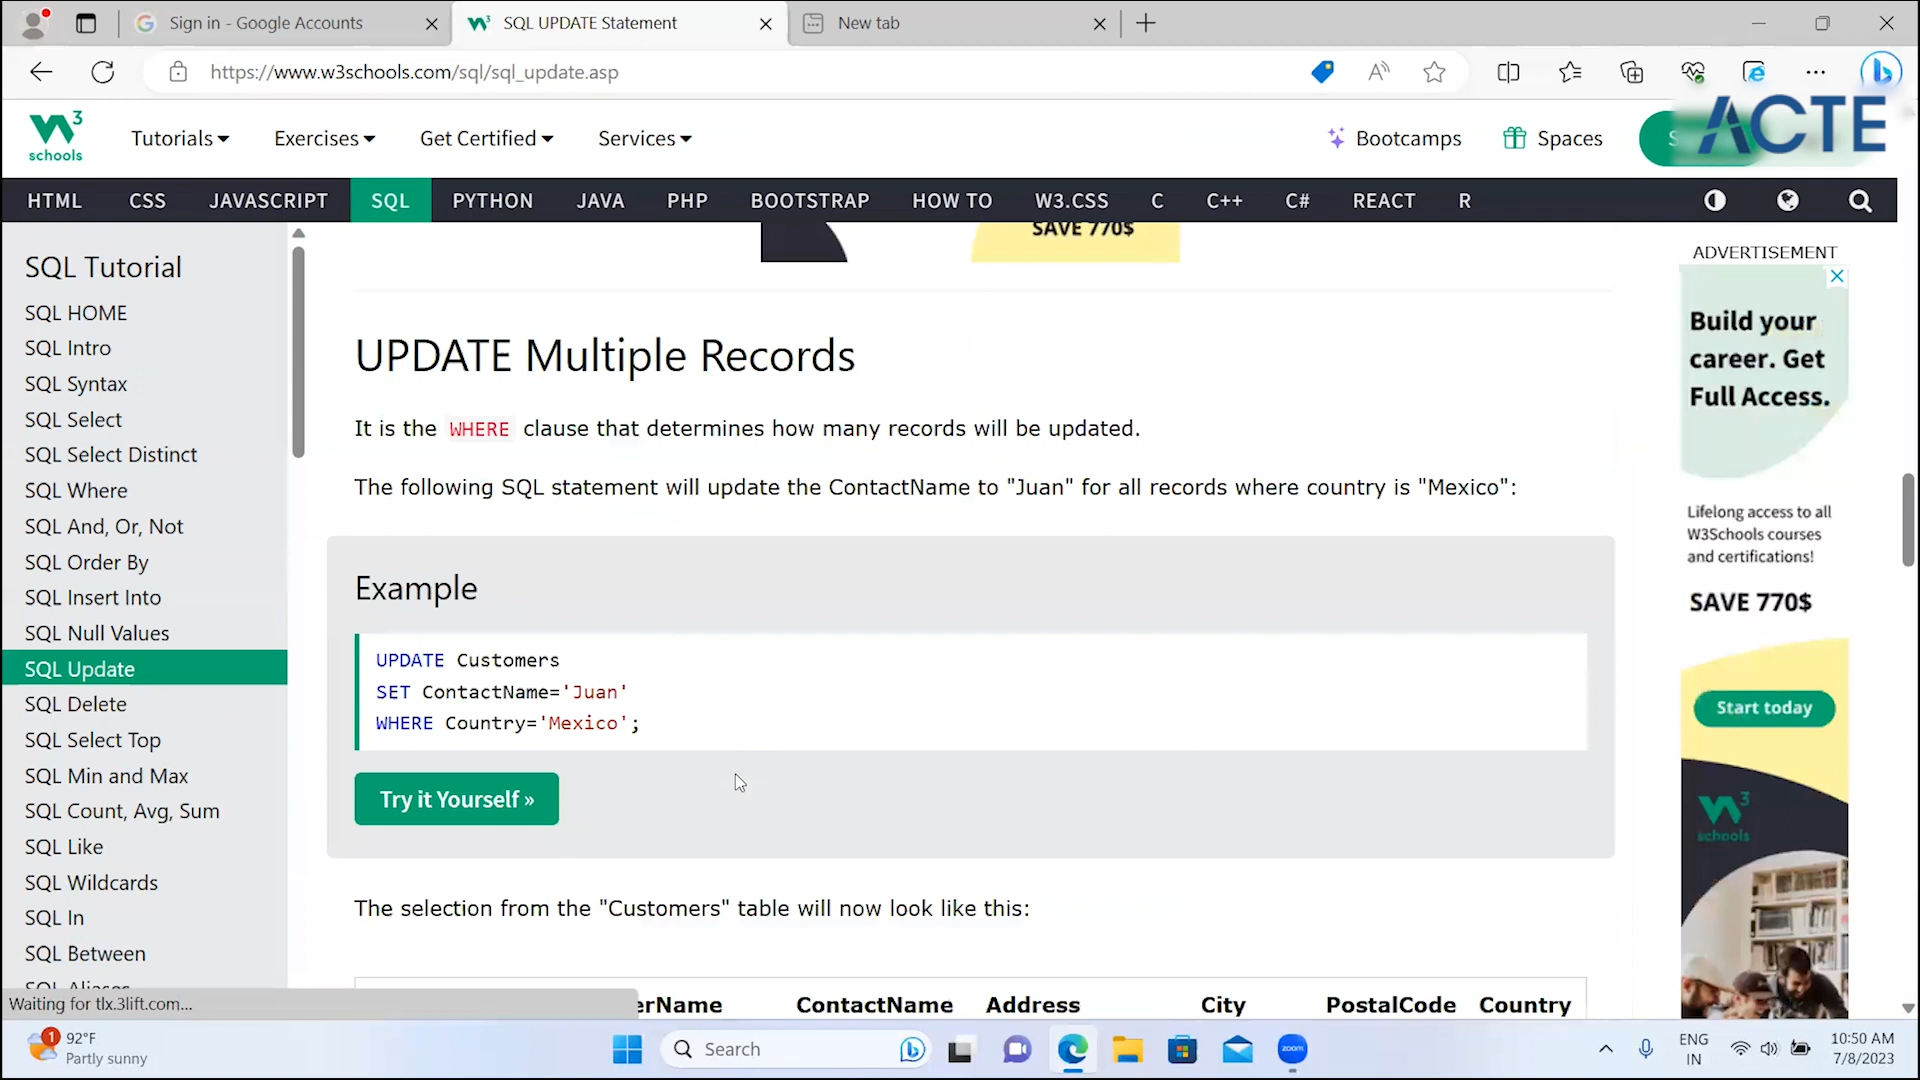 Sign in - Google Accounts
SQL UPDATE Statement
New tab
https://www.w3schools.com/sql/sql_update.asp
ACTE
W3
schools
Tutorials
Exercises
Get Certified
Services
Bootcamps
Spaces
HTML
CSS
JAVASCRIPT
SQL
PYTHON
JAVA
PHP
BOOTSTRAP
HOW TO
W3.CSS
C
C++
C#
REACT
R
SQL Tutorial
SQL HOME
SQL Intro
SQL Syntax
SQL Select
SQL Select Distinct
SQL Where
SQL And, Or, Not
SQL Order By
SQL Insert Into
SQL Null Values
SQL Update
SQL Delete
SQL Select Top
SQL Min and Max
SQL Count, Avg, Sum
SQL Like
SQL Wildcards
SQL In
SQL Between
SQL Aliases
Waiting for tlx.3lift.com...
SAVE 770$
UPDATE Multiple Records
It is the WHERE clause that determines how many records will be updated.
The following SQL statement will update the ContactName to "Juan" for all records where country is "Mexico":
Example
UPDATE Customers
SET ContactName='Juan'
WHERE Country='Mexico';
Try it Yourself »
The selection from the "Customers" table will now look like this:
erName
ContactName
Address
City
PostalCode
Country
ADVERTISEMENT
Build your
career. Get
Full Access.
Lifelong access to all
W3Schools courses
and certifications!
SAVE 770$
Start today
W3
schools
1
92°F
Partly sunny
Search
zoom
ENG
IN
10:50 AM
7/8/2023